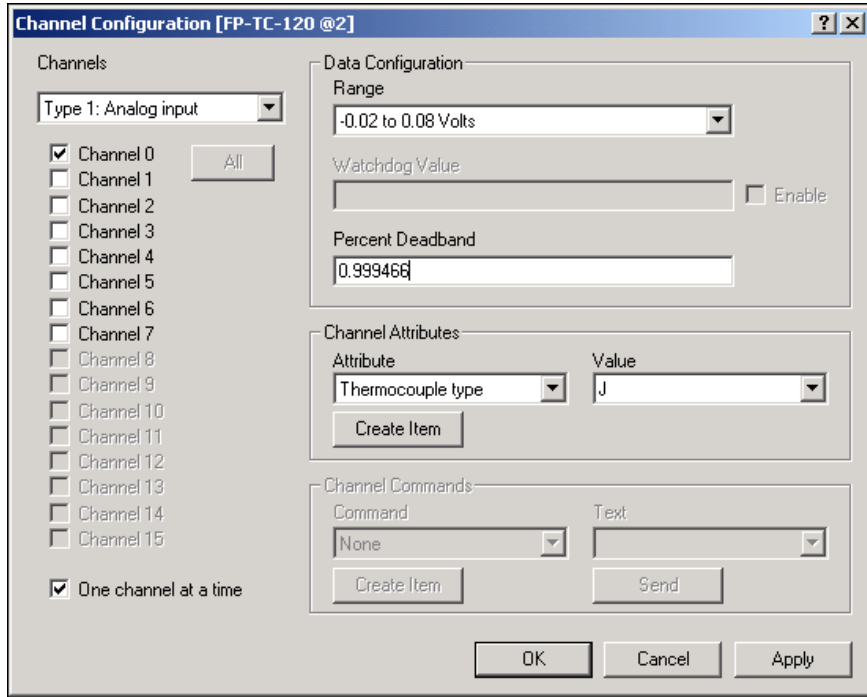 Channel Configuration [FP-TC-120 @2]
Channels
Type 1: Analog input
Channel 0
All
Channel 1
Channel 2
Channel 3
Channel 4
Channel 5
Channel 6
Channel 7
Channel 8
Channel 9
Channel 10
Channel 11
Channel 12
Channel 13
Channel 14
Channel 15
One channel at a time
Data Configuration
Range
-0.02 to 0.08 Volts
Watchdog Value
Enable
Percent Deadband
0.999466
Channel Attributes
Attribute
Value
Thermocouple type
J
Create Item
Channel Commands
Command
Text
None
Create Item
Send
OK
Cancel
Apply